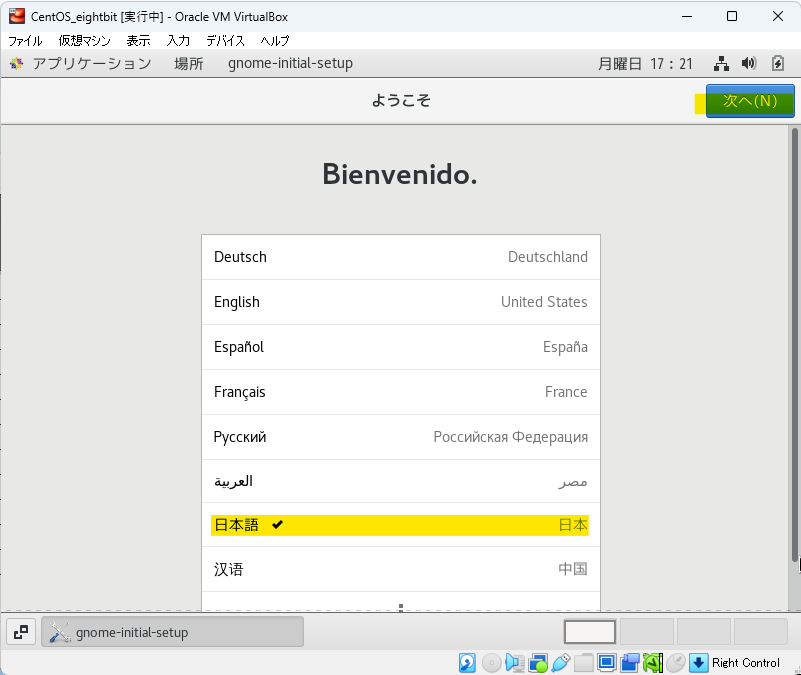 CentOS_eightbit [実行中] - Oracle VM VirtualBox
ファイル 仮想マシン 表示 入力 デバイス ヘルプ
アプリケーション 場所 gnome-initial-setup 月曜日 17 : 21
ようこそ 次へ(N)
Bienvenido.
Deutsch Deutschland
English United States
Español España
Français France
Русский Российская Федерация
العربية مصر
日本語 日本
汉语 中国
gnome-initial-setup
Right Control